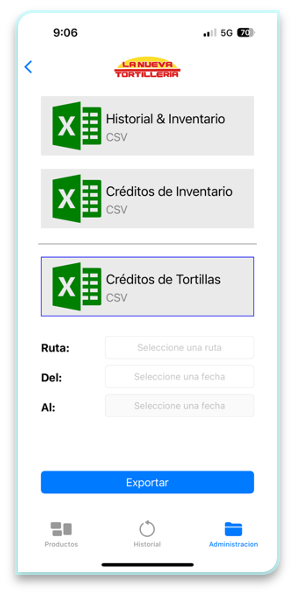 9:06
5G
70
LA NUEVA
TORTILLERIA
X
Historial & Inventario
CSV
X
Créditos de Inventario
CSV
X
Créditos de Tortillas
CSV
Ruta:
Seleccione una ruta
Del:
Seleccione una fecha
Al:
Seleccione una fecha
Exportar
Productos
Historial
Administracion